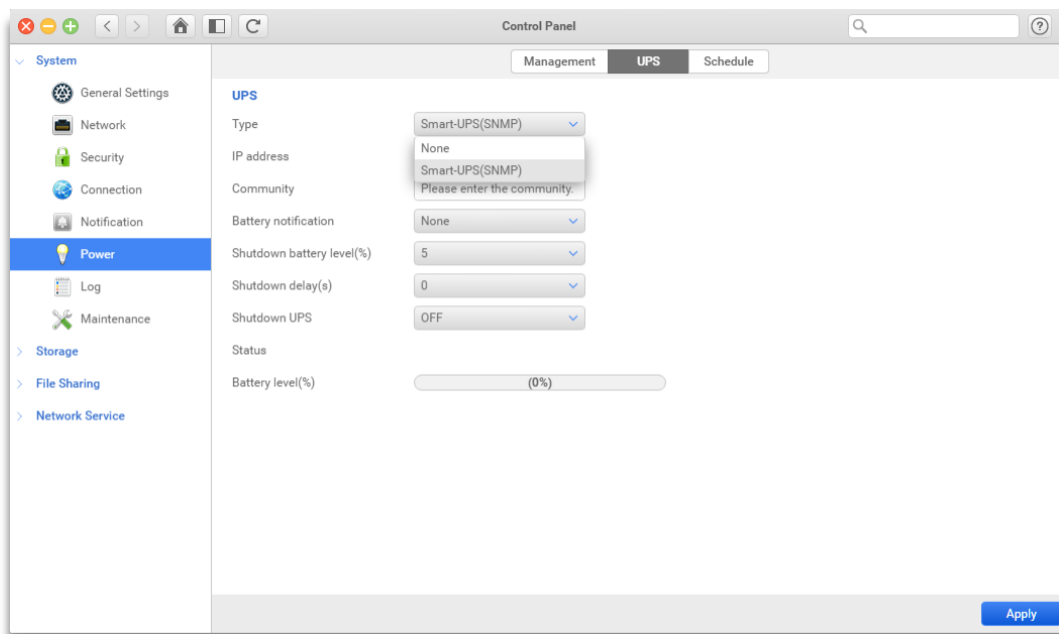 Control Panel
System
General Settings
Network
Security
Connection
Notification
Power
Log
Maintenance
Storage
File Sharing
Network Service
Management UPS Schedule
UPS
Type Smart-UPS(SNMP)
None
IP address
Smart-UPS(SNMP)
Community Please enter the community.
Battery notification None
Shutdown battery level(%) 5
Shutdown delay(s) 0
Shutdown UPS OFF
Status
Battery level(%) (0%)
Apply